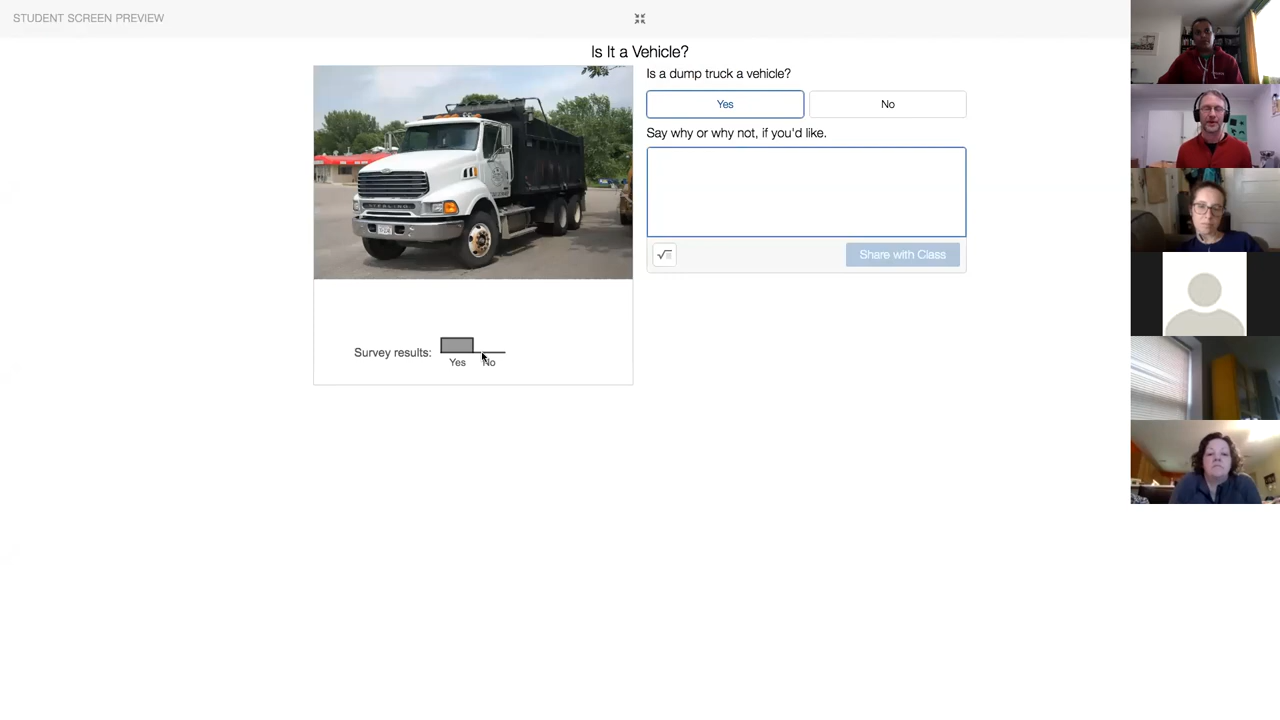 STUDENT SCREEN PREVIEW
Is It a Vehicle?
Is a dump truck a vehicle?
Yes
No
Say why or why not, if you'd like.
STERLING
Share with Class
Survey results:
Yes
No